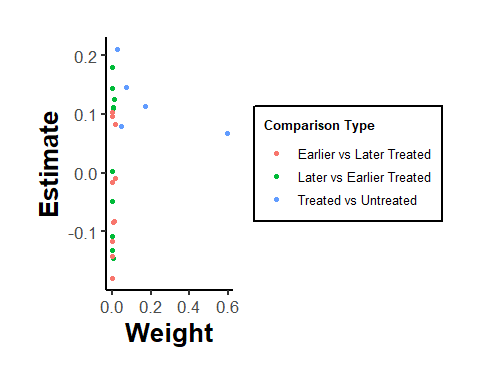 Estimate
0.2
0.1
0.0
-0.1
0.0 0.2 0.4 0.6
Weight
Comparison Type
Earlier vs Later Treated
Later vs Earlier Treated
Treated vs Untreated